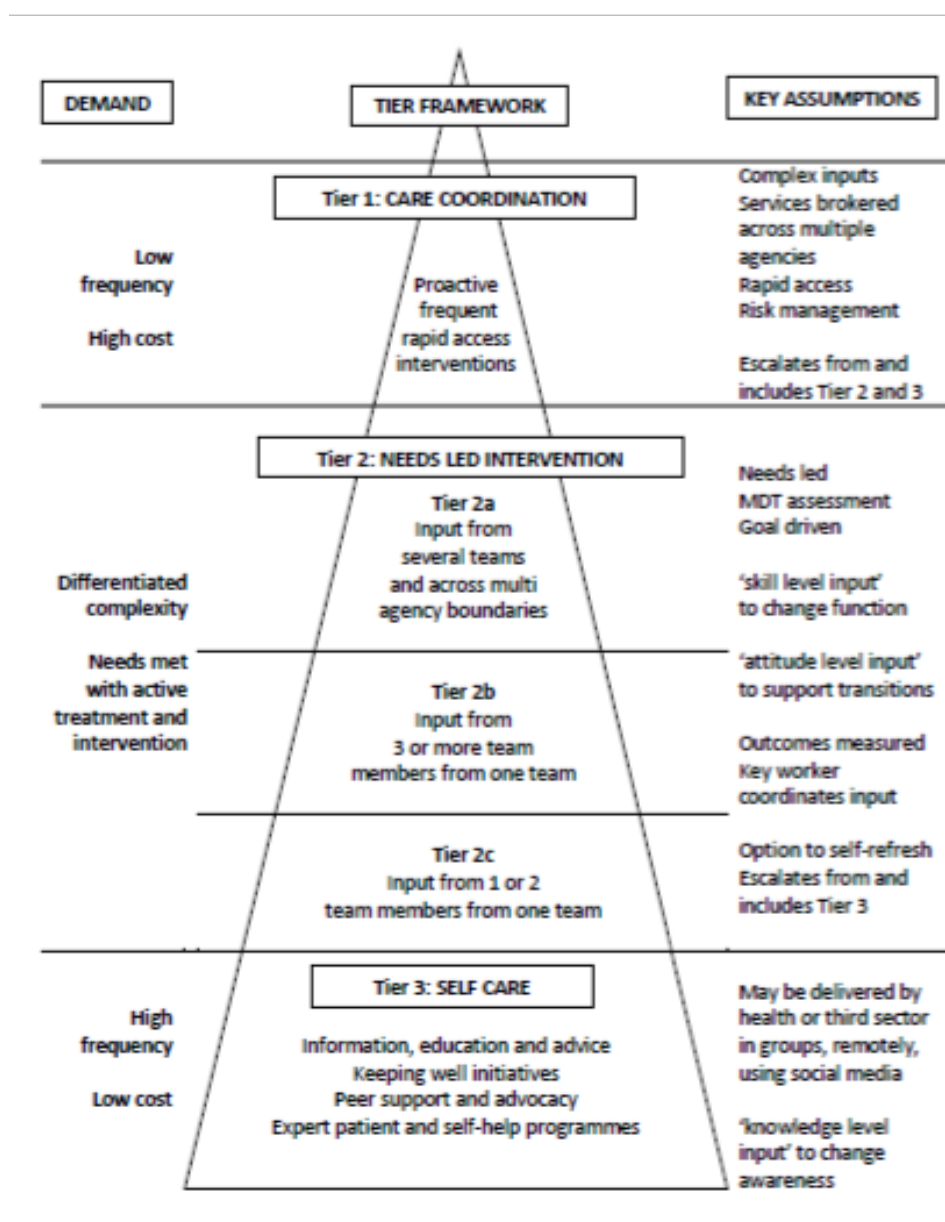 DEMAND
TIER FRAMEWORK
KEY ASSUMPTIONS
Tier 1: CARE COORDINATION
Low
frequency
High cost
Proactive
frequent
rapid access
interventions
Complex inputs
Services brokered
across multiple
agencies
Rapid access
Risk management
Escalates from and
includes Tier 2 and 3
Tier 2: NEEDS LED INTERVENTION
Differentiated
complexity
Needs met
with active
treatment and
intervention
Tier 2a
Input from
several teams
and across multi
agency boundaries
Tier 2b
Input from
3 or more team
members from one team
Tier 2c
Input from 1 or 2
team members from one team
Needs led
MDT assessment
Goal driven
‘skill level input’
to change function
‘attitude level input’
to support transitions
Outcomes measured
Key worker
coordinates input
Option to self-refresh
Escalates from and
includes Tier 3
Tier 3: SELF CARE
High
frequency
Low cost
Information, education and advice
Keeping well initiatives
Peer support and advocacy
Expert patient and self-help programmes
May be delivered by
health or third sector
in groups, remotely,
using social media
‘knowledge level
input’ to change
awareness